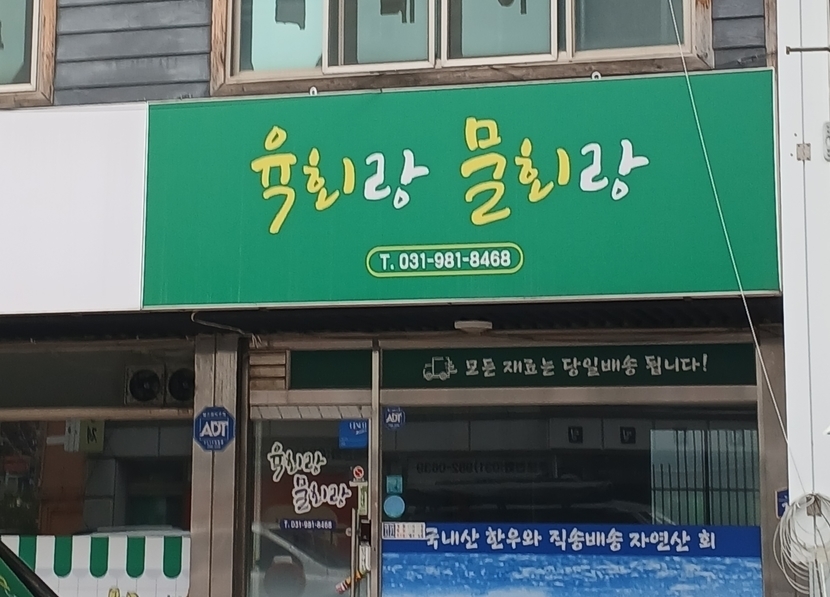 육회랑 물회랑
T. 031-981-8468
모든 재료는 당일배송 됩니다!
ADT
ADT
육회랑
물회랑
T. 031-981-8468
국내산 한우와 직송배송 자연산 회